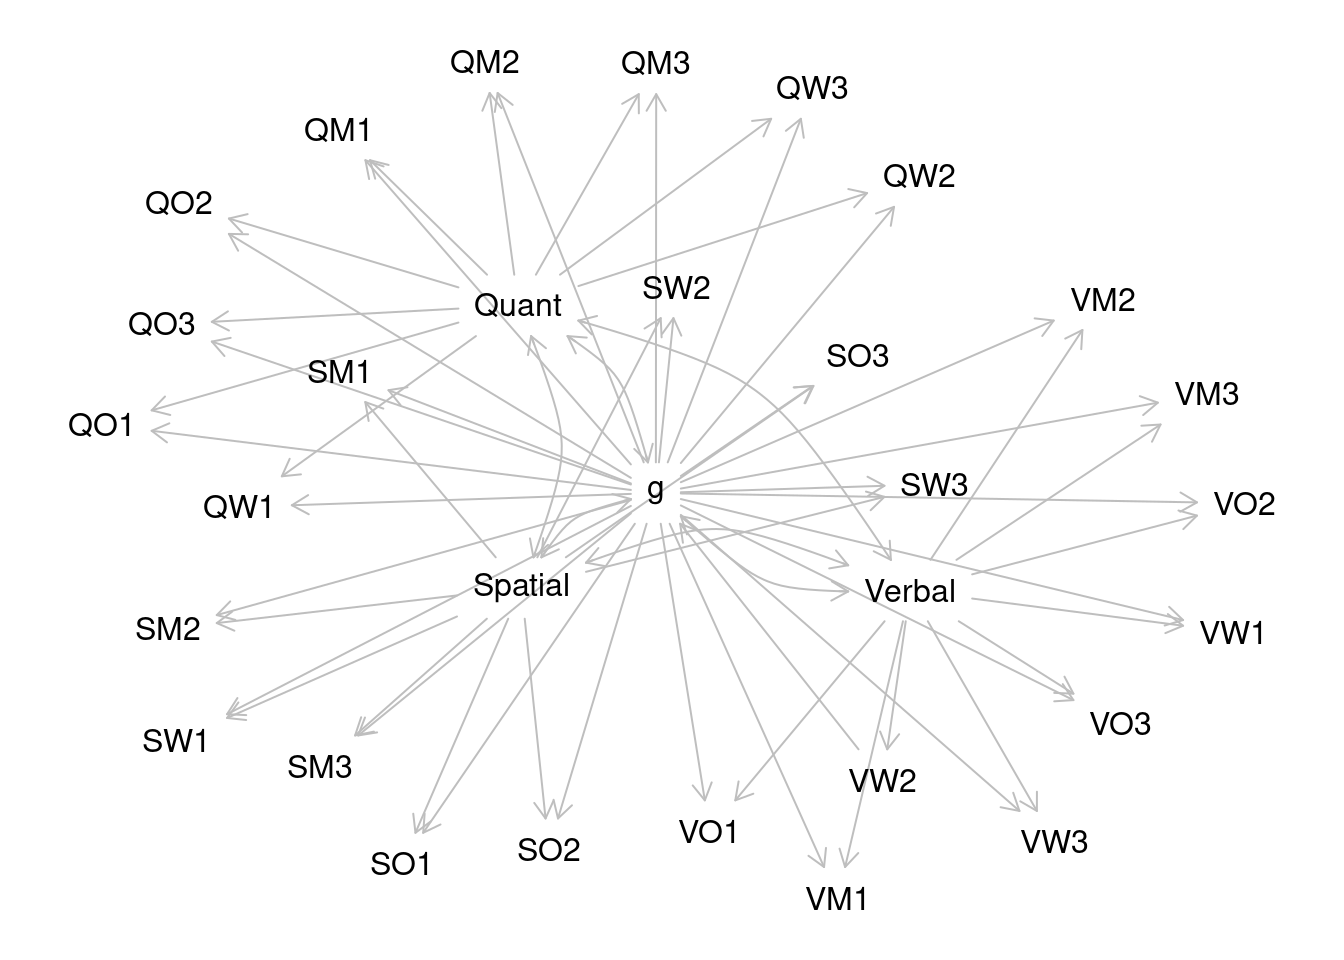 QM2
QM3
QW3
QM1
QW2
QO2
SW2
VM2
Quant
QO3
SO3
SM1
VM3
QO1
SW3
g
VO2
QW1
Spatial
Verbal
SM2
VW1
VO3
SW1
SM3
VW2
VO1
VW3
SO2
SO1
VM1